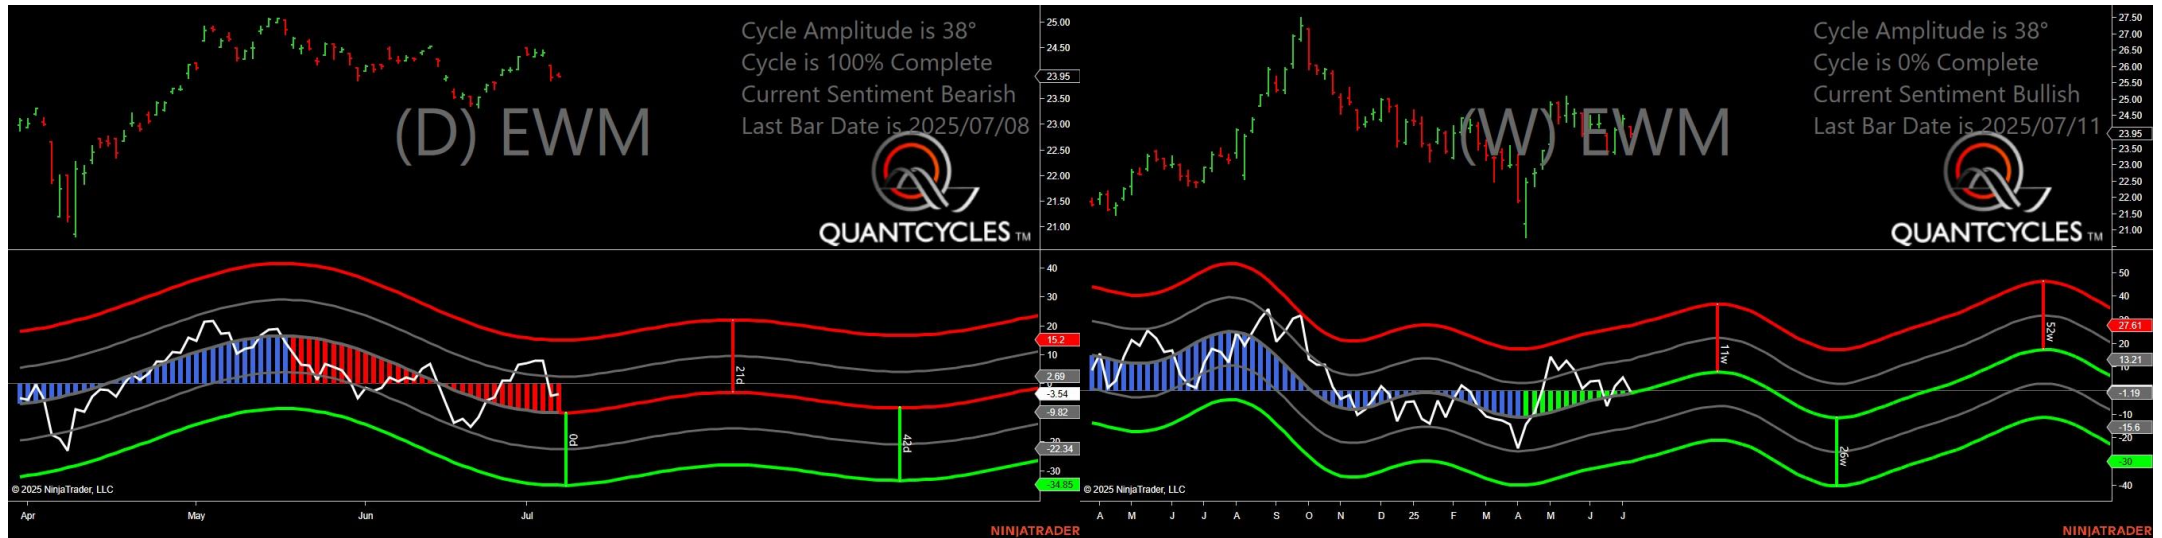 Cycle Amplitude is 38°
Cycle is 100% Complete
Current Sentiment Bearish
Last Bar Date is 2025/07/08
(D) EWM
QUANTCYCLES TM
25.00
24.50
23.95
23.50
23.00
22.50
22.00
21.50
21.00
40
30
20
15.2
10
2.69
-3.54
-9.82
-22.34
-30
-34.85
21d
0d
42d
© 2025 NinjaTrader, LLC
Apr May Jun Jul
NINJATRADER
Cycle Amplitude is 38°
Cycle is 0% Complete
Current Sentiment Bullish
Last Bar Date is 2025/07/11
(W) EWM
QUANTCYCLES TM
27.50
27.00
26.50
26.00
25.50
25.00
24.50
23.95
23.50
23.00
22.50
22.00
21.50
21.00
50
40
27.61
20
13.21
-1.19
-10
-15.6
-20
-30
-40
11w
26w
52w
© 2025 NinjaTrader, LLC
A M J J A S O N D 25 F M A M J J
NINJATRADER